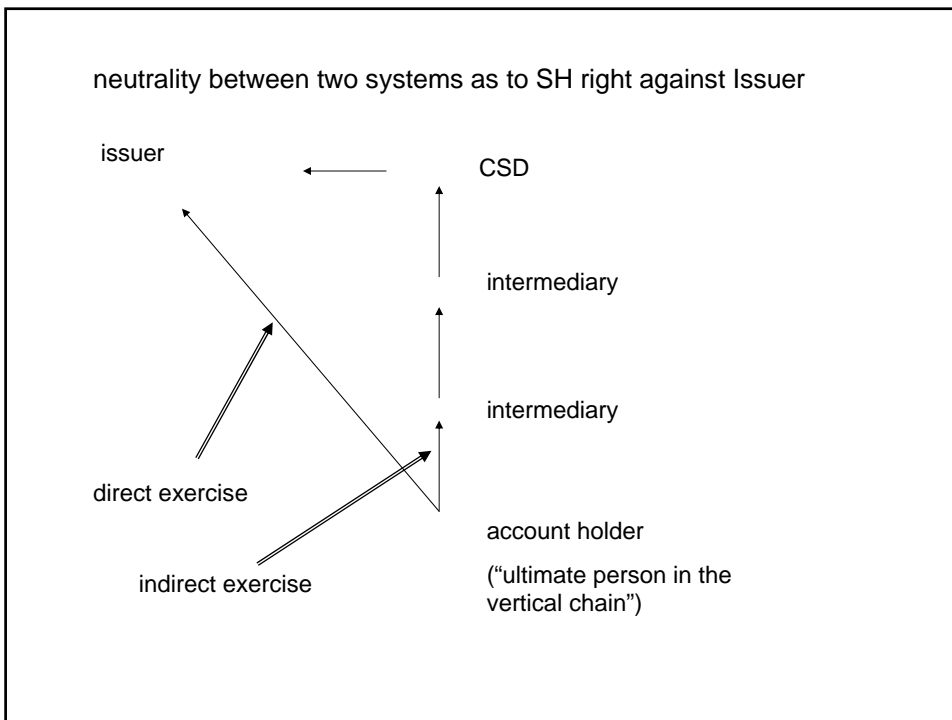 neutrality between two systems as to SH right against Issuer
issuer
CSD
intermediary
intermediary
direct exercise
account holder
indirect exercise
(“ultimate person in the
vertical chain”)